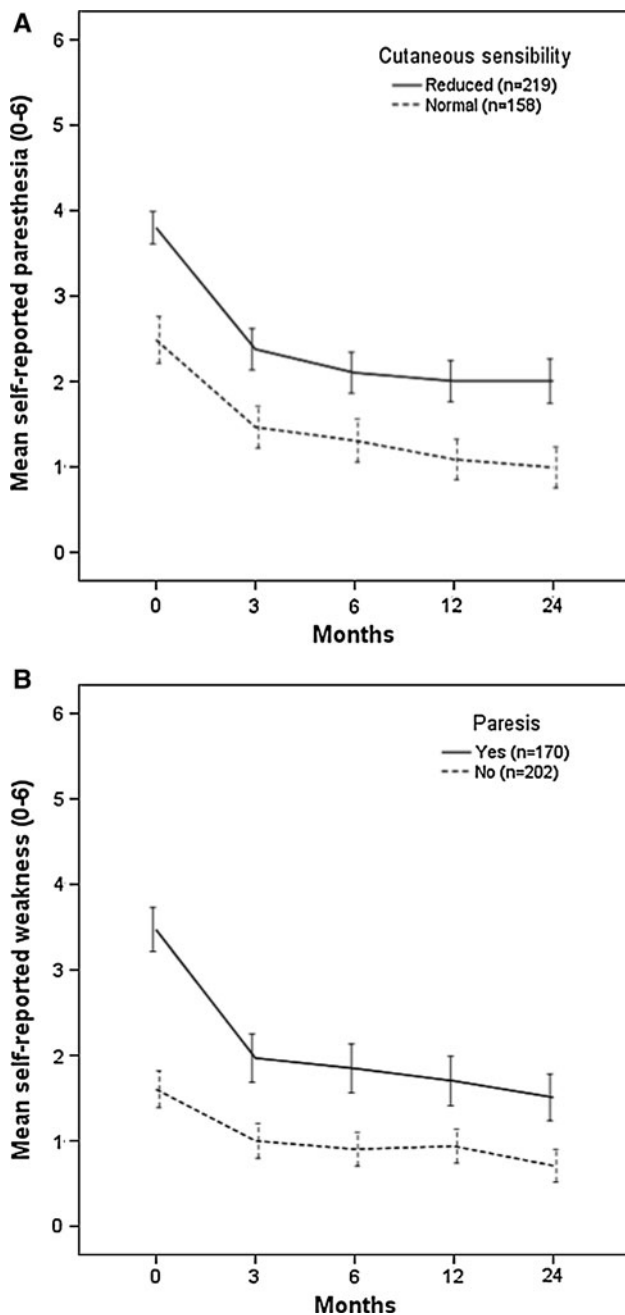 A
Mean self-reported paresthesia (0-6)
6
5
4
3
2
1
0
Cutaneous sensibility
Reduced (n=219)
Normal (n=158)
0 3 6 12 24
Months
B
Mean self-reported weakness (0-6)
6
5
4
3
2
1
0
Paresis
Yes (n=170)
No (n=202)
0 3 6 12 24
Months